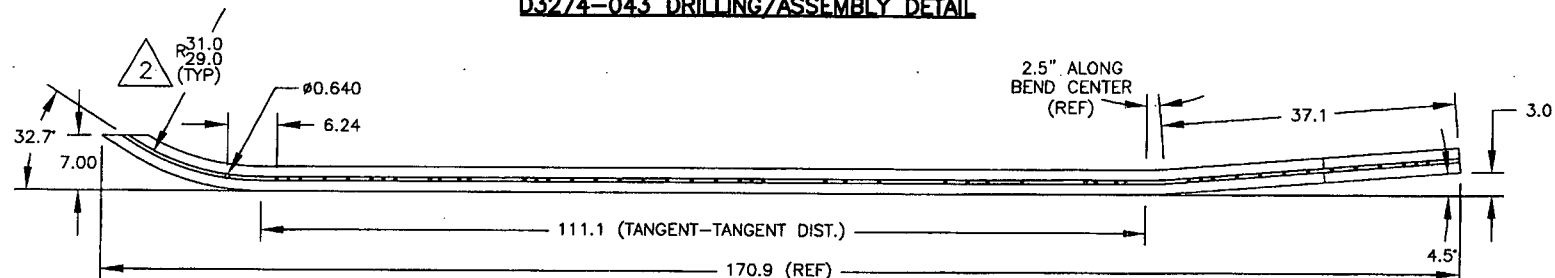 D3274-043 DRILLING/ASSEMBLY DETAIL
2
R31.0
29.0
(TYP)
Ø0.640
6.24
32.7°
7.00
2.5" ALONG
BEND CENTER
(REF)
37.1
3.0
111.1 (TANGENT-TANGENT DIST.)
4.5°
170.9 (REF)